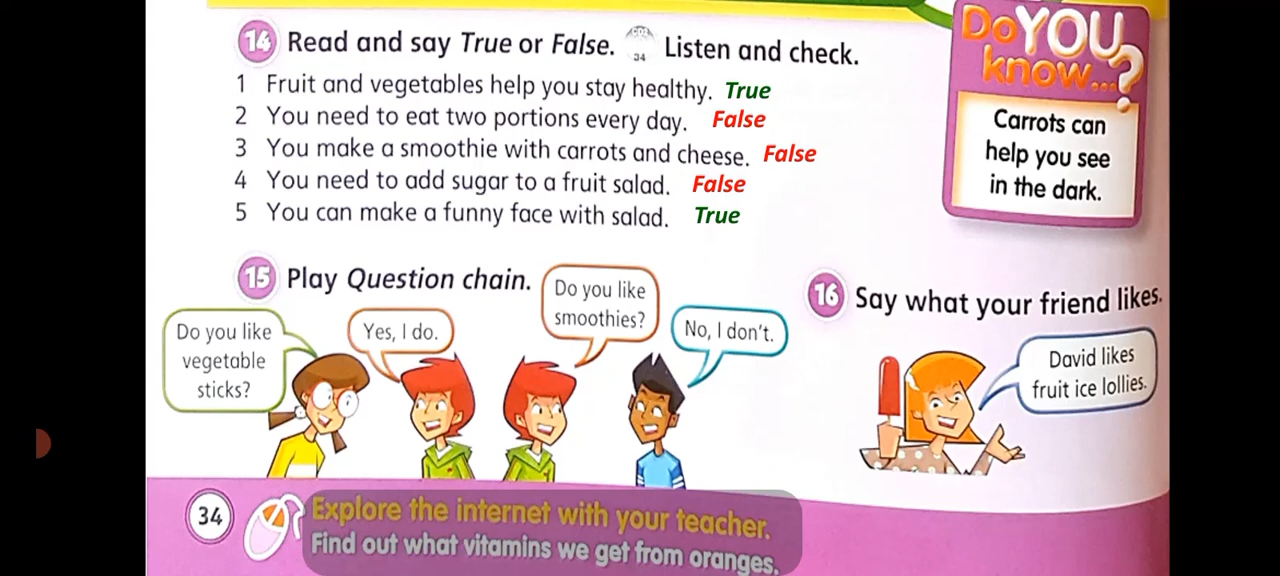 14 Read and say True or False. CD2 34 Listen and check.
1 Fruit and vegetables help you stay healthy. True
2 You need to eat two portions every day. False
3 You make a smoothie with carrots and cheese. False
4 You need to add sugar to a fruit salad. False
5 You can make a funny face with salad. True
Do YOU
know...?
Carrots can
help you see
in the dark.
15 Play Question chain.
Do you like
vegetable
sticks?
Yes, I do.
Do you like
smoothies?
No, I don't.
16 Say what your friend likes.
David likes
fruit ice lollies.
34
Explore the internet with your teacher.
Find out what vitamins we get from oranges.